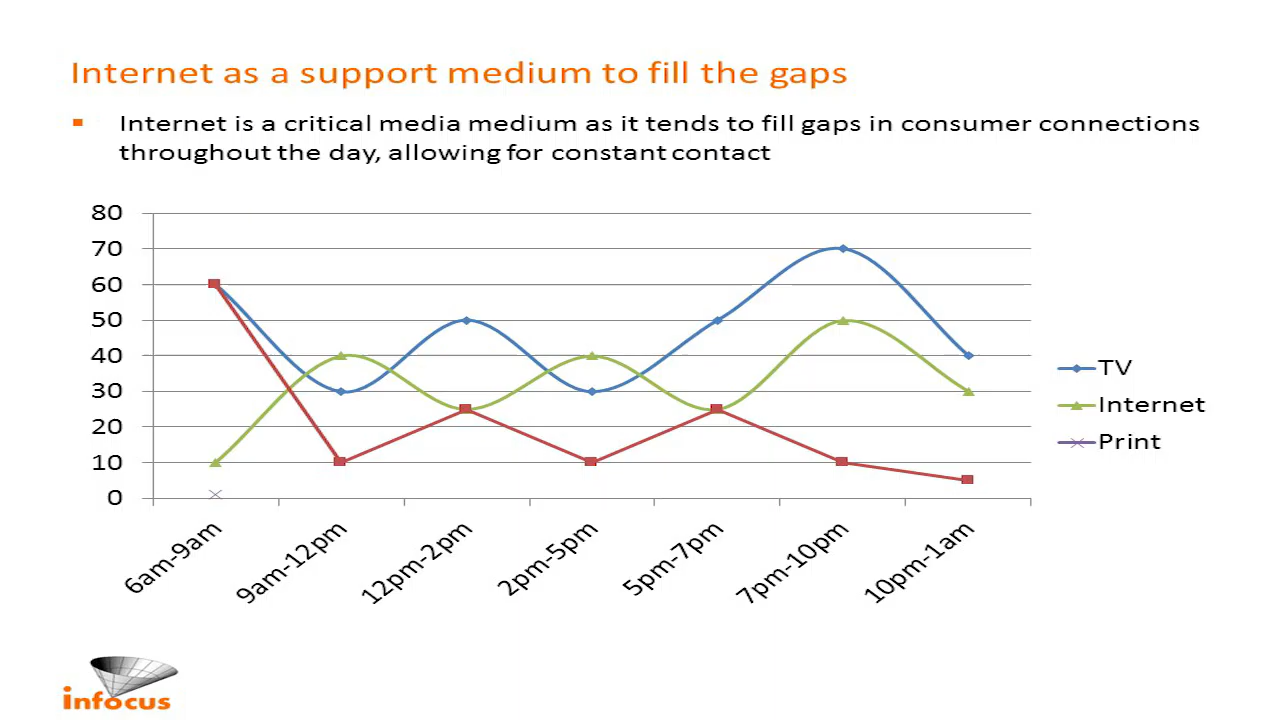 Internet as a support medium to fill the gaps
Internet is a critical media medium as it tends to fill gaps in consumer connections
throughout the day, allowing for constant contact
80
70
60
50
40
30
20
10
0
6am-9am
9am-12pm
12pm-2pm
2pm-5pm
5pm-7pm
7pm-10pm
10pm-1am
TV
Internet
Print
infocus